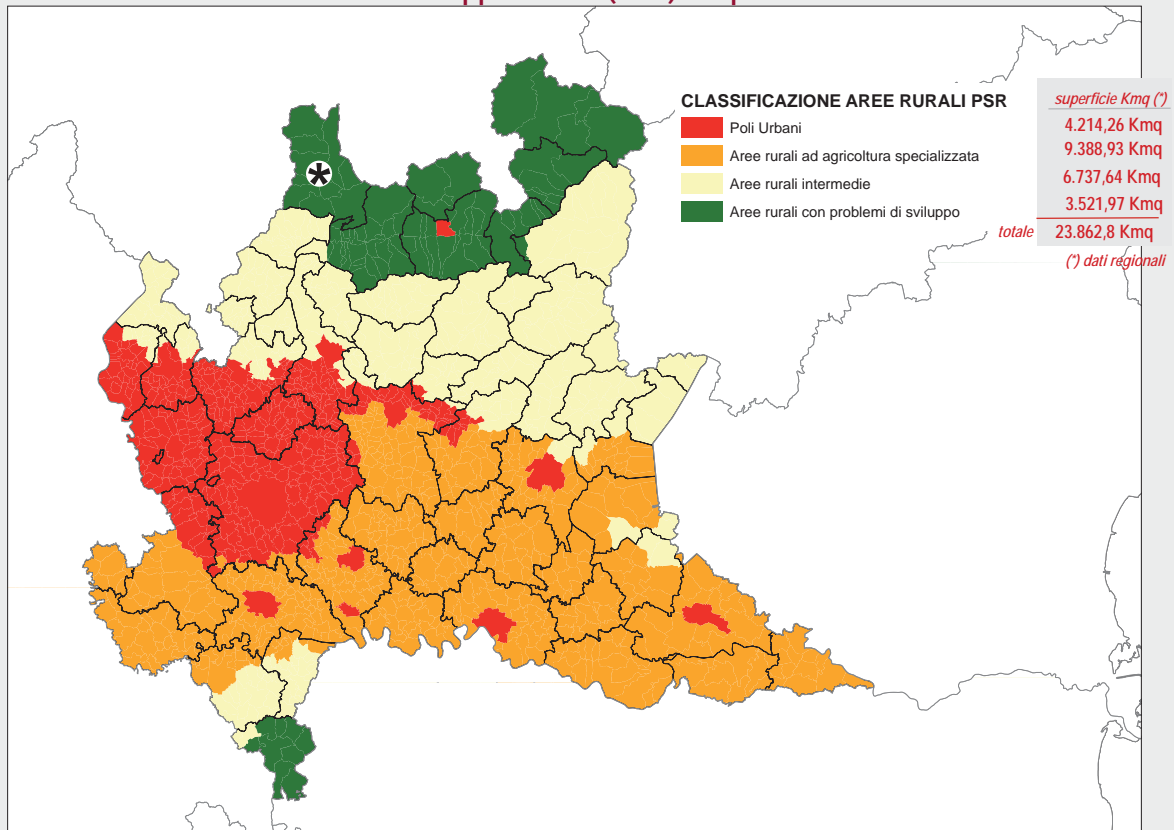 CLASSIFICAZIONE AREE RURALI PSR
superficie Kmq (*)
Poli Urbani
4.214,26 Kmq
Aree rurali ad agricoltura specializzata
9.388,93 Kmq
Aree rurali intermedie
6.737,64 Kmq
Aree rurali con problemi di sviluppo
3.521,97 Kmq
totale 23.862,8 Kmq
(*) dati regionali
*